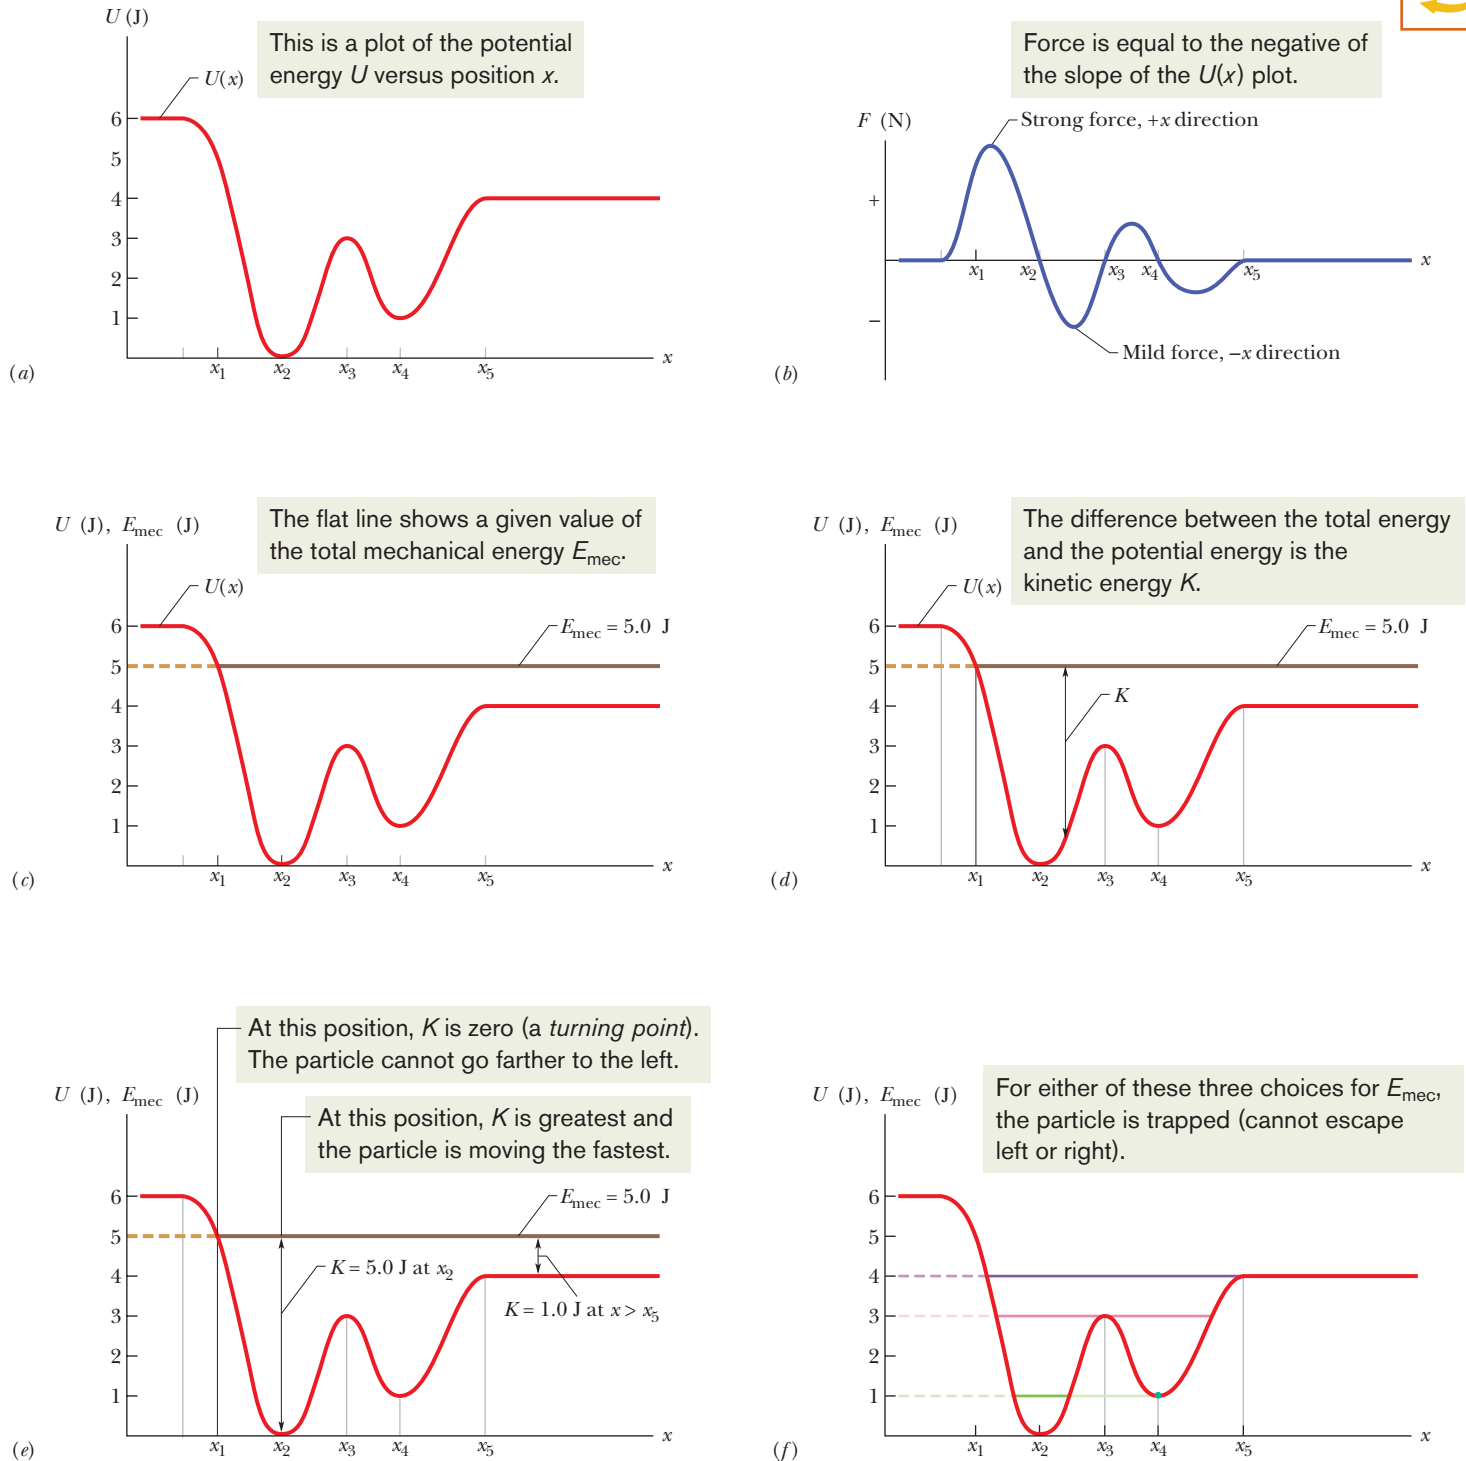 U (J)
This is a plot of the potential
energy U versus position x.
U(x)
6
5
4
3
2
1
x1 x2 x3 x4 x5 x
(a)
Force is equal to the negative of
the slope of the U(x) plot.
F (N)
Strong force, +x direction
+
x1 x2 x3 x4 x5 x
–
Mild force, –x direction
(b)
U (J), Emec (J)
The flat line shows a given value of
the total mechanical energy Emec.
U(x)
Emec = 5.0 J
6
5
4
3
2
1
x1 x2 x3 x4 x5 x
(c)
U (J), Emec (J)
The difference between the total energy
and the potential energy is the
kinetic energy K.
U(x)
Emec = 5.0 J
6
5
4
3
2
1
K
x1 x2 x3 x4 x5 x
(d)
At this position, K is zero (a turning point).
The particle cannot go farther to the left.
U (J), Emec (J)
At this position, K is greatest and
the particle is moving the fastest.
Emec = 5.0 J
6
5
4
3
2
1
K = 5.0 J at x2
K = 1.0 J at x > x5
x1 x2 x3 x4 x5 x
(e)
U (J), Emec (J)
For either of these three choices for Emec,
the particle is trapped (cannot escape
left or right).
6
5
4
3
2
1
x1 x2 x3 x4 x5 x
(f)